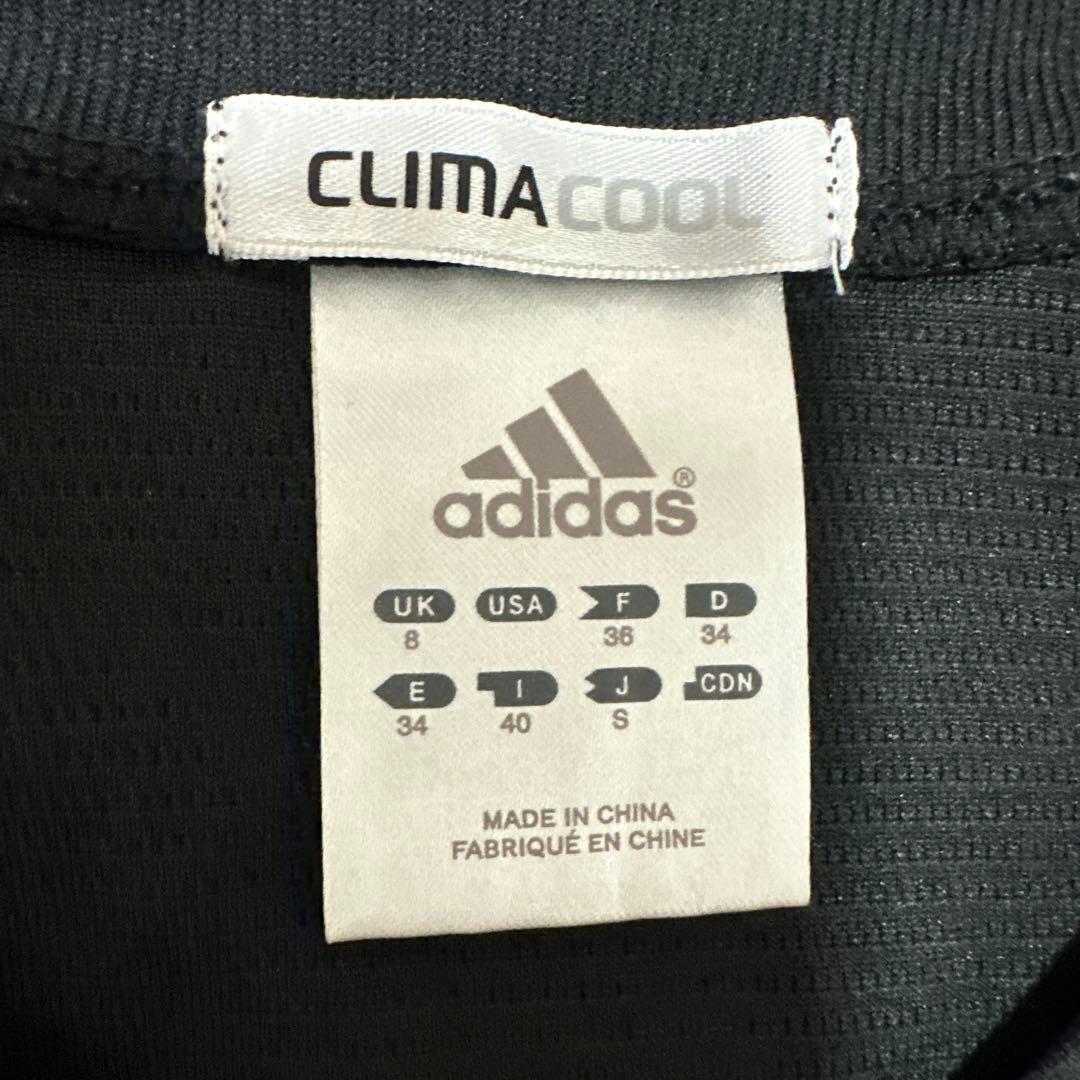 CLIMACOOL
adidas®
UK USA F D
8 36 34
E I J CDN
34 40 S
MADE IN CHINA
FABRIQUÉ EN CHINE